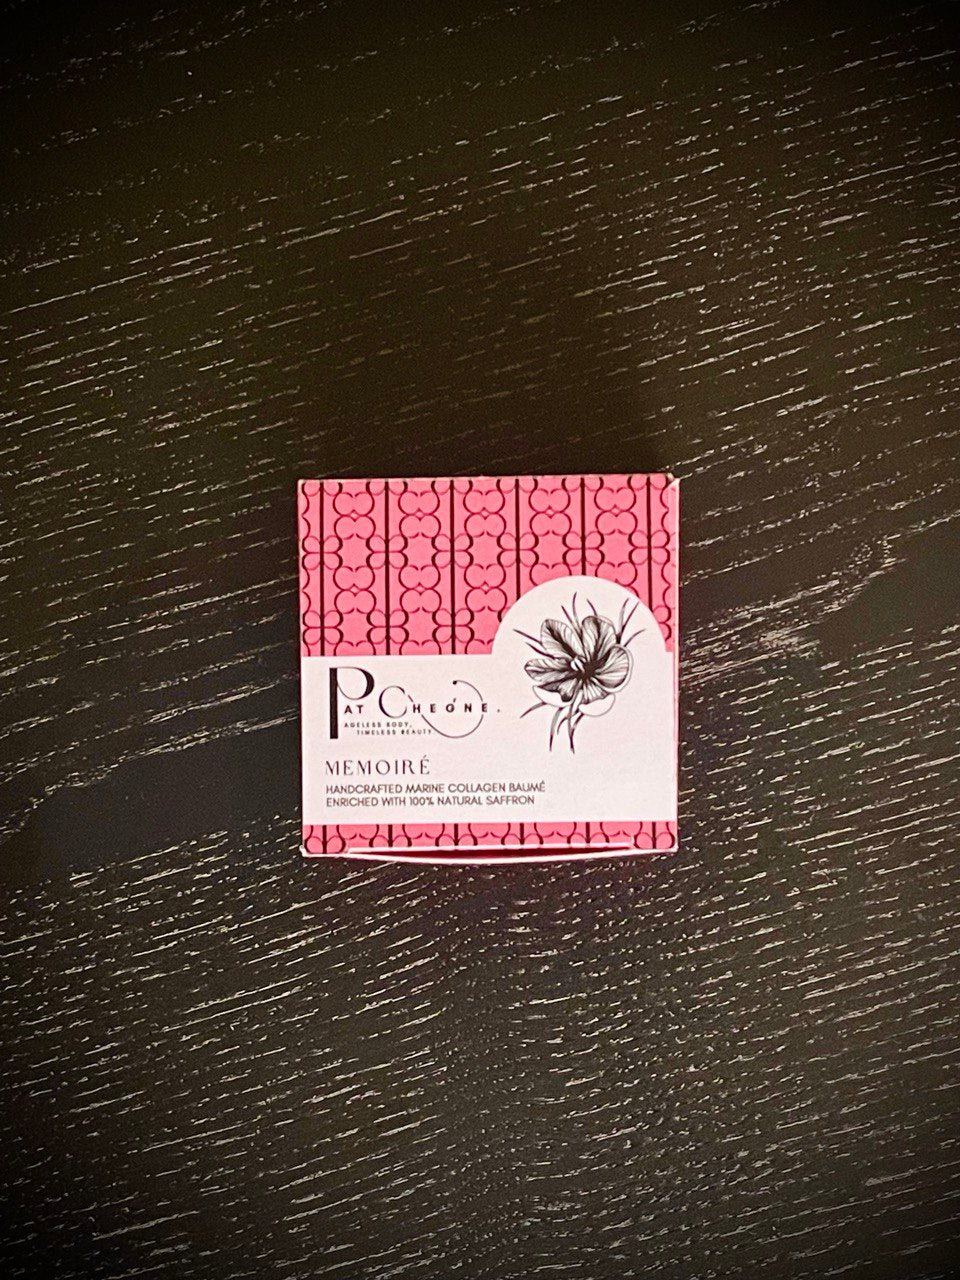 PAT CHEONE.
AGELESS BODY,
TIMELESS BEAUTY
MEMOIRÉ
HANDCRAFTED MARINE COLLAGEN BAUMÉ
ENRICHED WITH 100% NATURAL SAFFRON